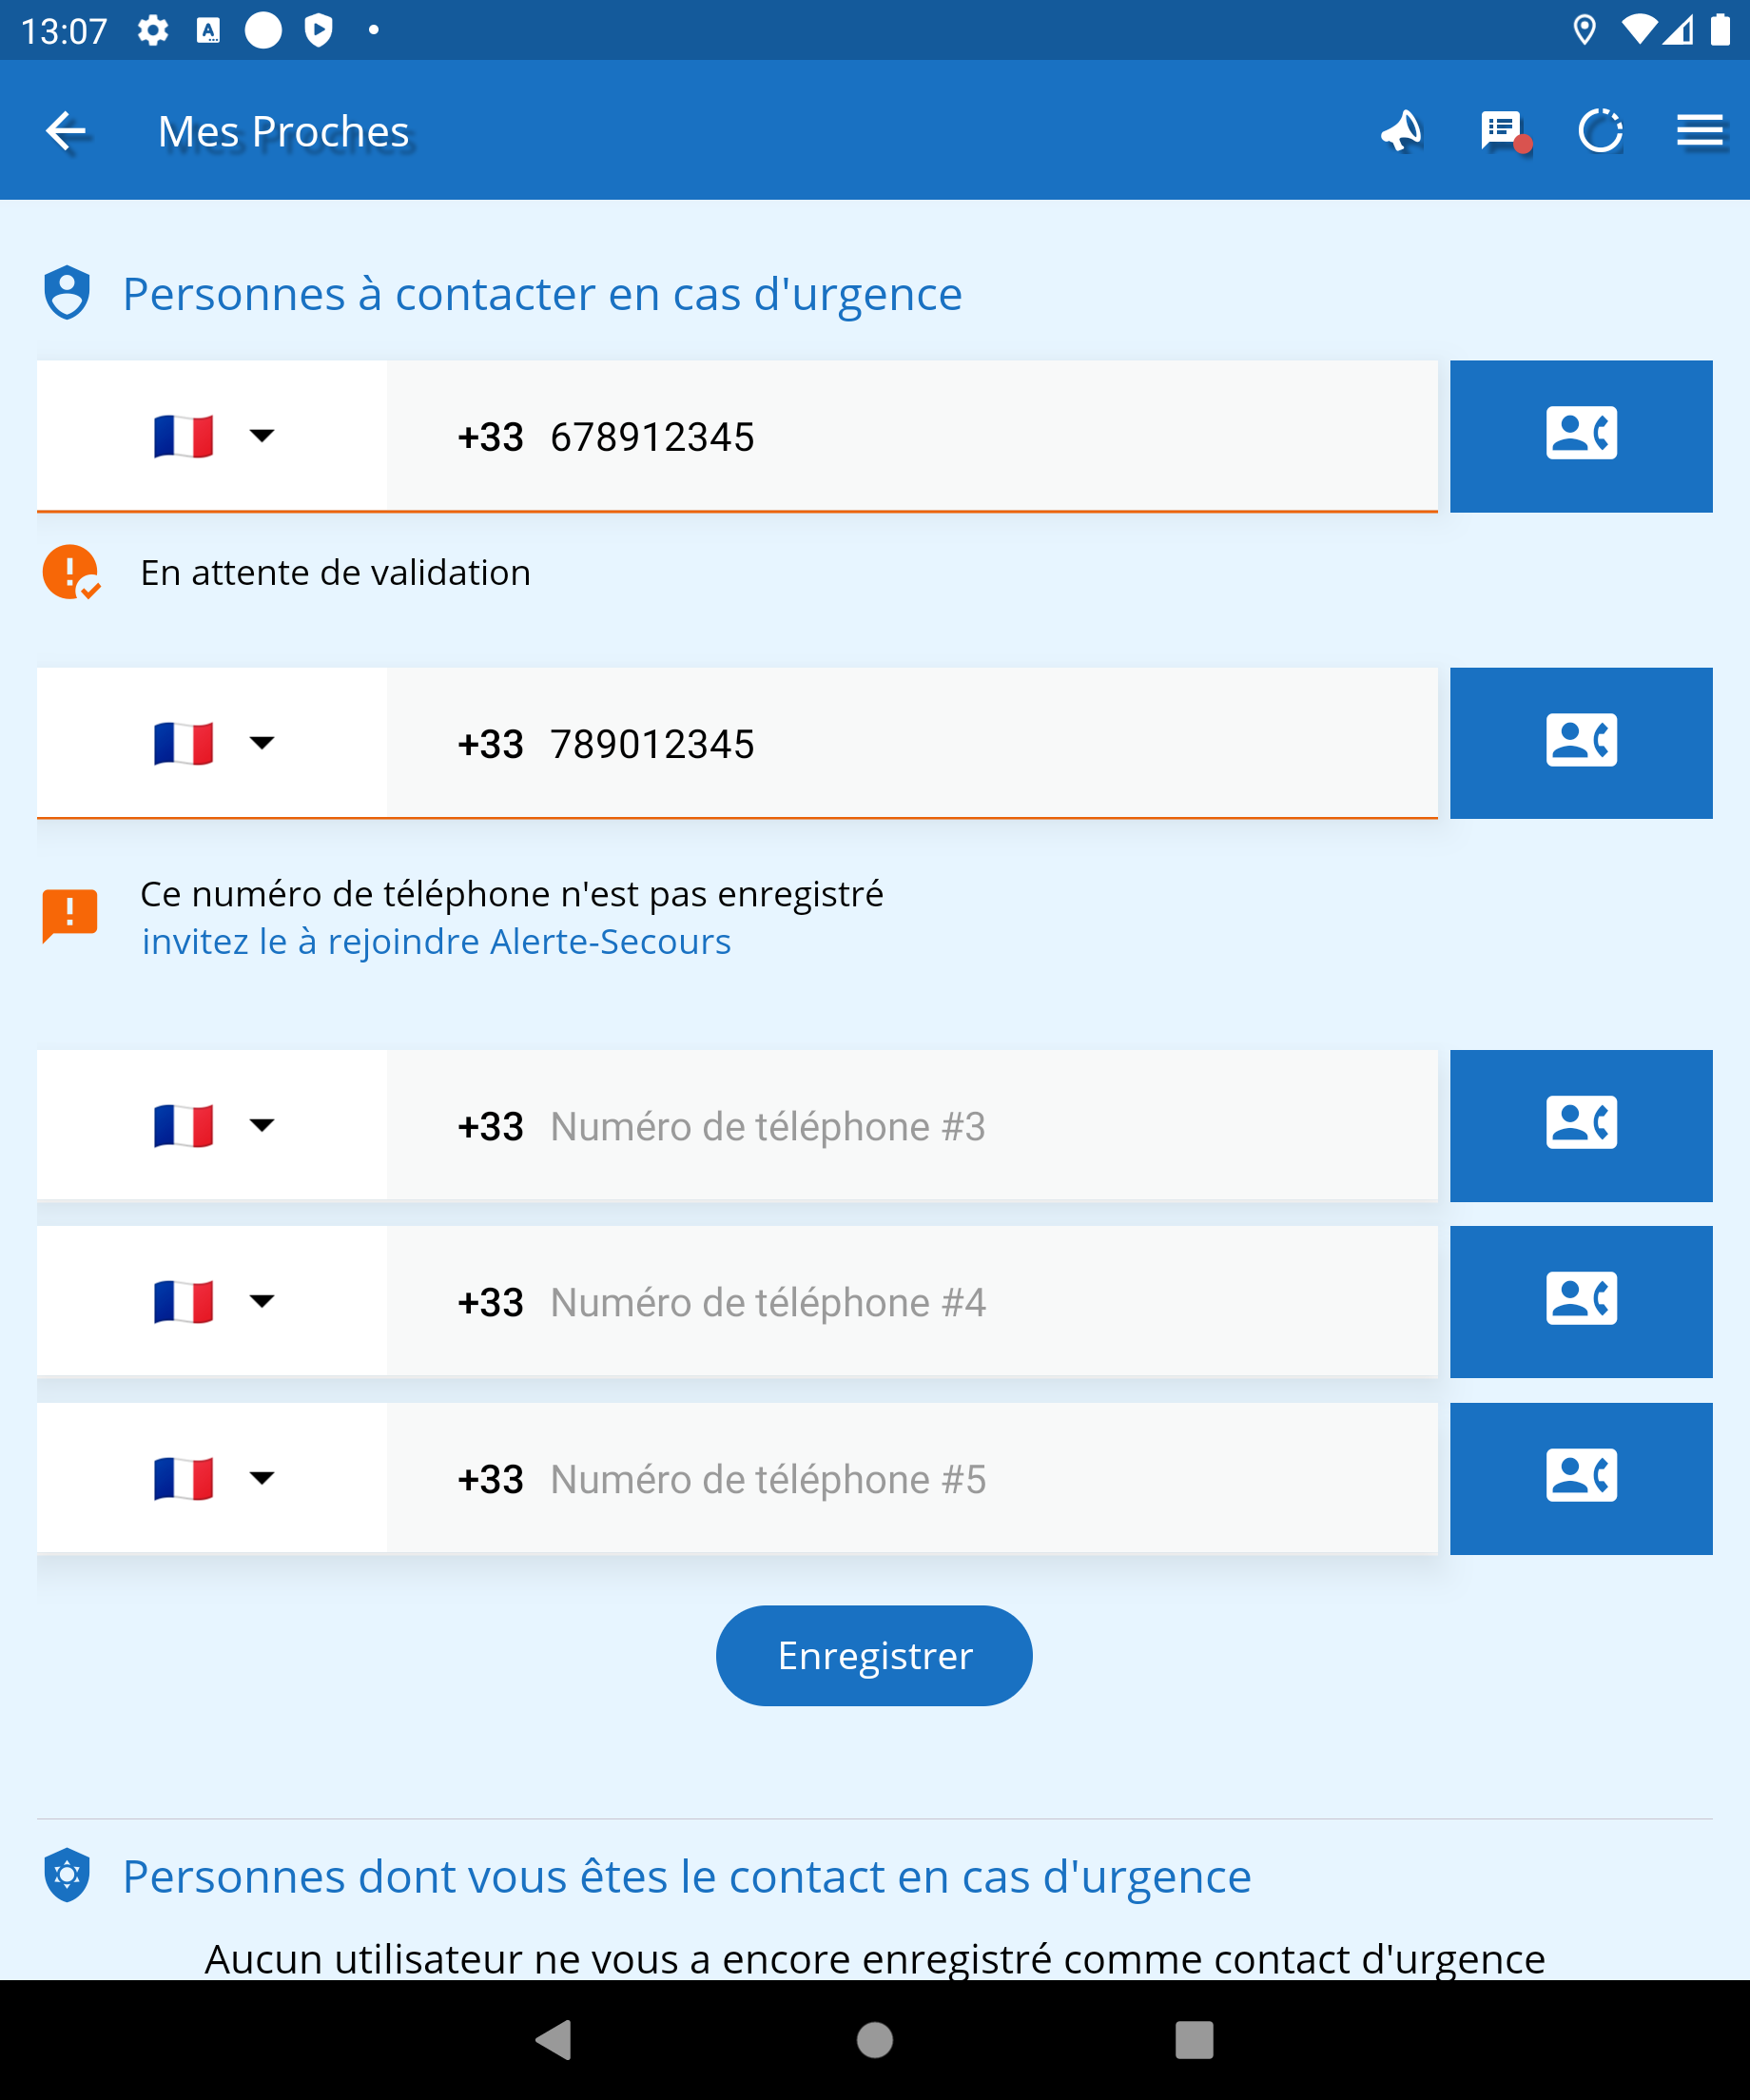 13:07
Mes Proches
Personnes à contacter en cas d'urgence
+33 678912345
En attente de validation
+33 789012345
Ce numéro de téléphone n'est pas enregistré
invitez le à rejoindre Alerte-Secours
+33 Numéro de téléphone #3
+33 Numéro de téléphone #4
+33 Numéro de téléphone #5
Enregistrer
Personnes dont vous êtes le contact en cas d'urgence
Aucun utilisateur ne vous a encore enregistré comme contact d'urgence